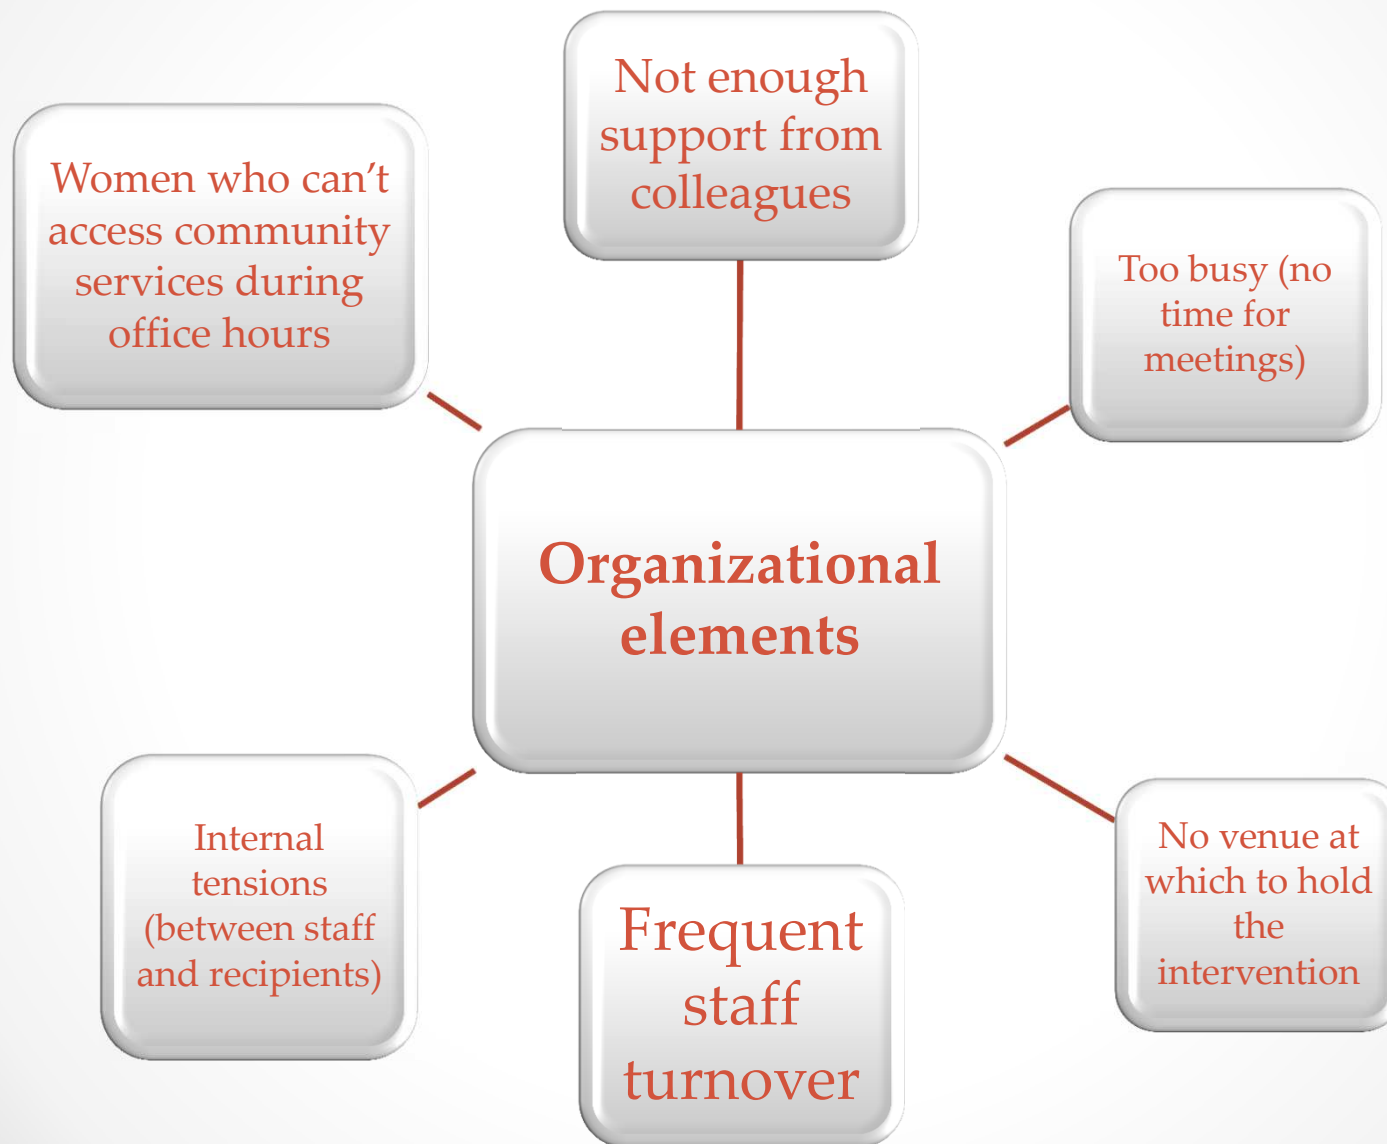 Not enough
support from
colleagues
Women who can’t
access community
services during
office hours
Too busy (no
time for
meetings)
Organizational
elements
Internal
tensions
(between staff
and recipients)
Frequent
staff
turnover
No venue at
which to hold
the
intervention